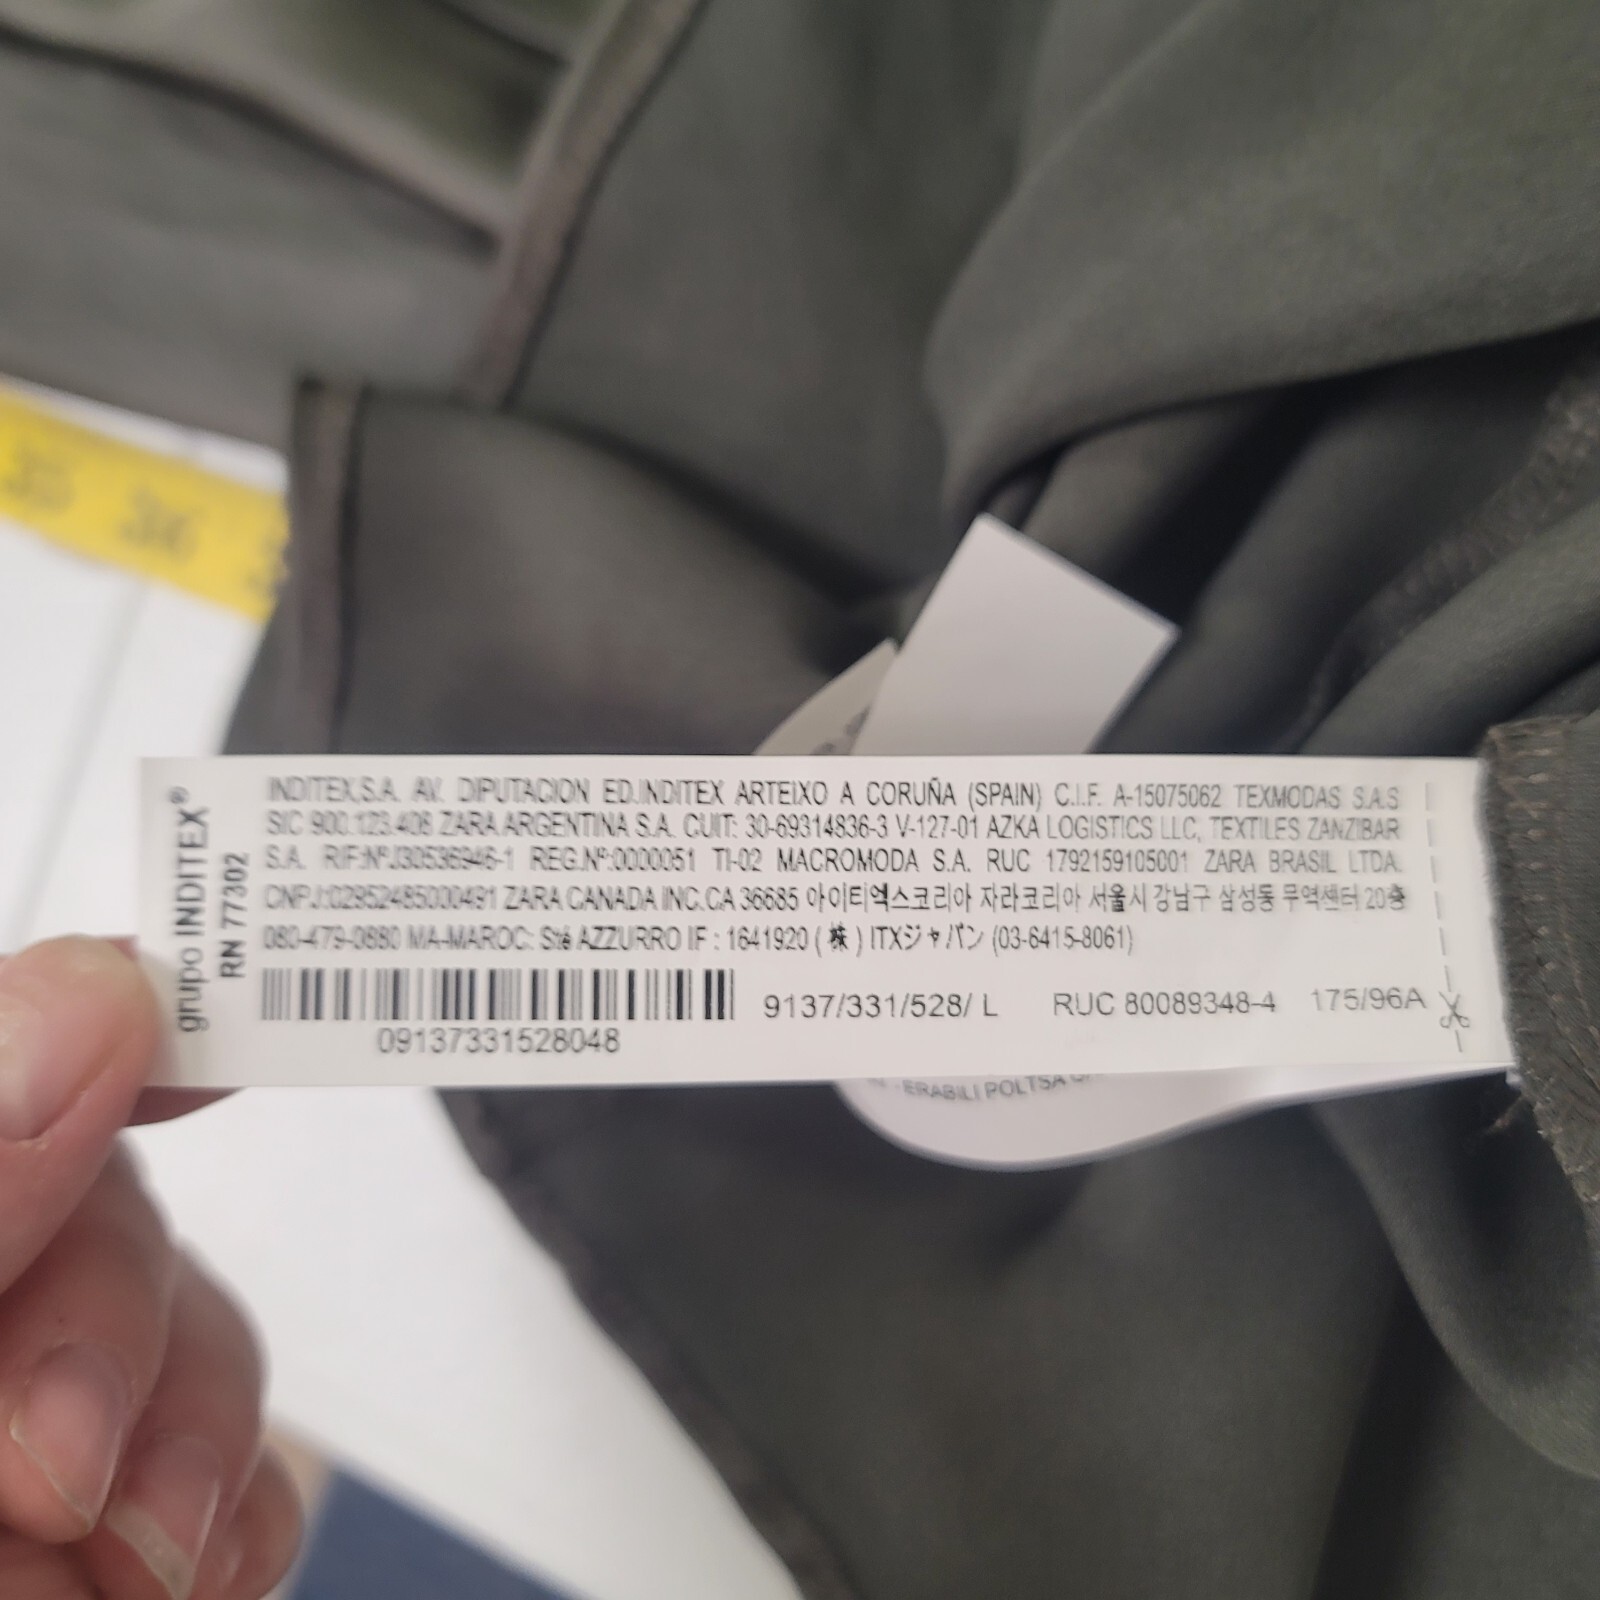 grupo INDITEX®
RN 77302
INDITEX,S.A. AV. DIPUTACION ED.INDITEX ARTEIXO A CORUÑA (SPAIN) C.I.F. A-15075062 TEXMODAS S.A.S
SIC 900.123.408 ZARA ARGENTINA S.A. CUIT: 30-69314836-3 V-127-01 AZKA LOGISTICS LLC, TEXTILES ZANZIBAR
S.A. RIF:NºJ30536946-1 REG.Nº:0000051 TI-02 MACROMODA S.A. RUC 1792159105001 ZARA BRASIL LTDA.
CNPJ:02952485000491 ZARA CANADA INC.CA 36685 아이티엑스코리아 자라코리아 서울시 강남구 삼성동 무역센터 20층
080-479-0880 MA-MAROC: Sté AZZURRO IF : 1641920 ( 株 ) ITXジャパン (03-6415-8061)
9137/331/528/ L RUC 80089348-4 175/96A
09137331528048
ERABILI POLTSA